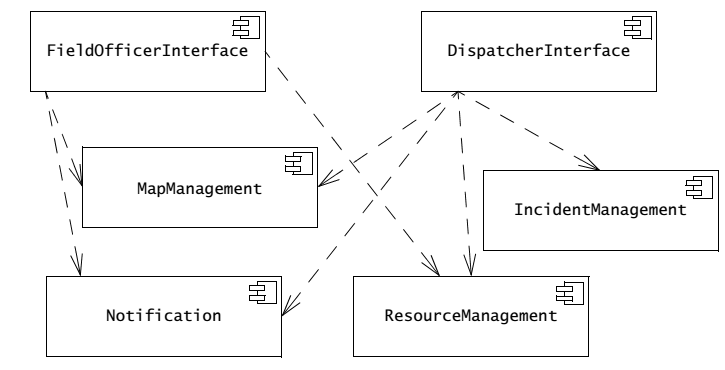 FieldOfficerInterface
DispatcherInterface
MapManagement
IncidentManagement
Notification
ResourceManagement